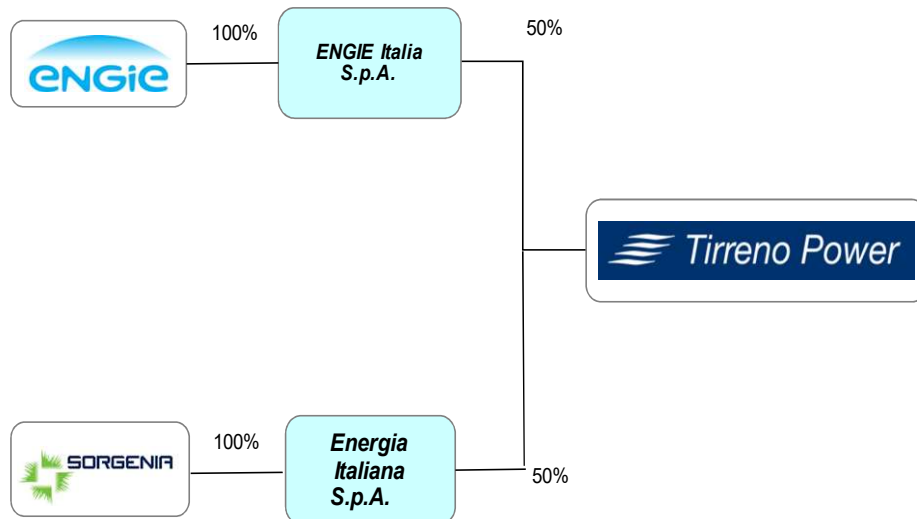 100%
50%
ENGIE
ENGIE Italia
S.p.A.
Tirreno Power
SORGENIA
100%
Energia
Italiana
S.p.A.
50%